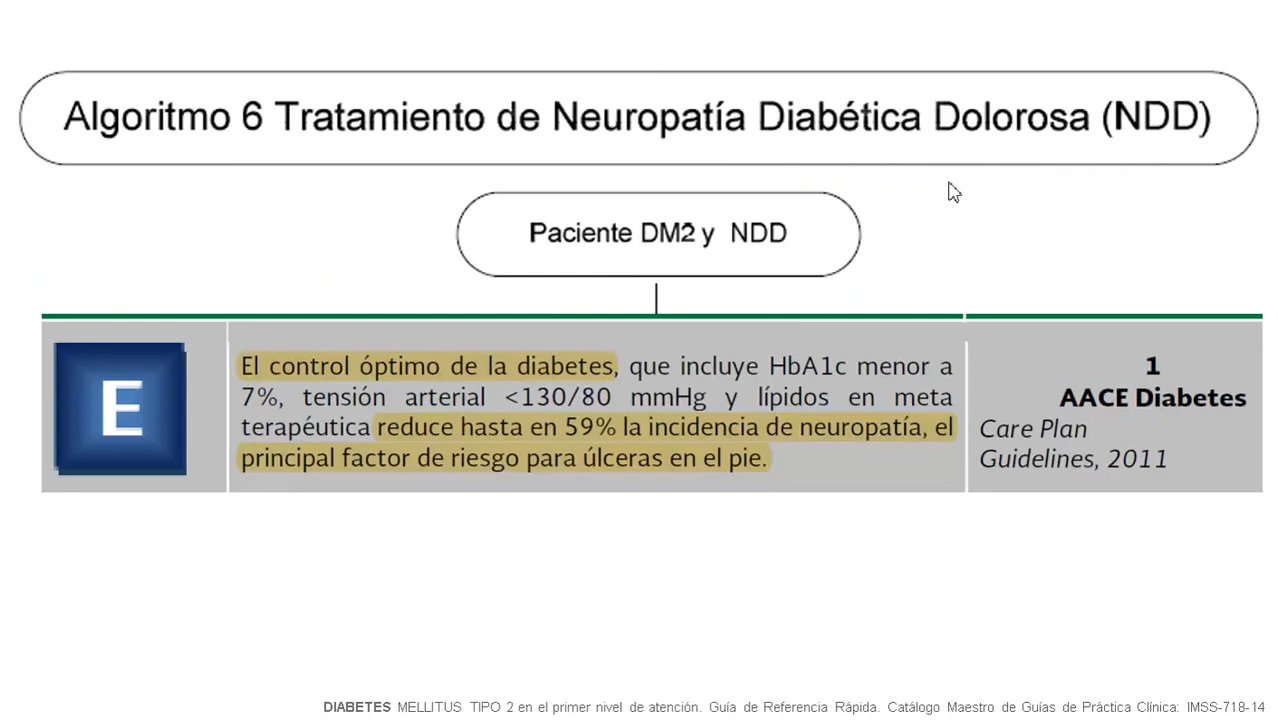 Algoritmo 6 Tratamiento de Neuropatía Diabética Dolorosa (NDD)
Paciente DM2 y NDD
E
El control óptimo de la diabetes, que incluye HbA1c menor a
7%, tensión arterial <130/80 mmHg y lípidos en meta
terapéutica reduce hasta en 59% la incidencia de neuropatía, el
principal factor de riesgo para úlceras en el pie.
1
AACE Diabetes
Care Plan
Guidelines, 2011
DIABETES MELLITUS TIPO 2 en el primer nivel de atención. Guía de Referencia Rápida. Catálogo Maestro de Guías de Práctica Clínica: IMSS-718-14